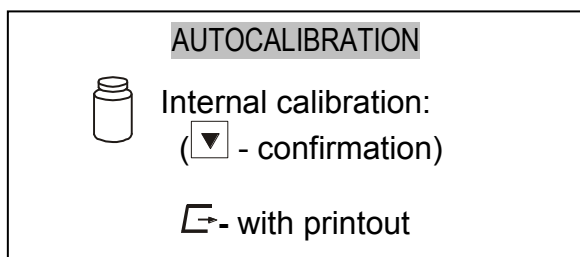 AUTOCALIBRATION
Internal calibration:
(▼ - confirmation)
- with printout